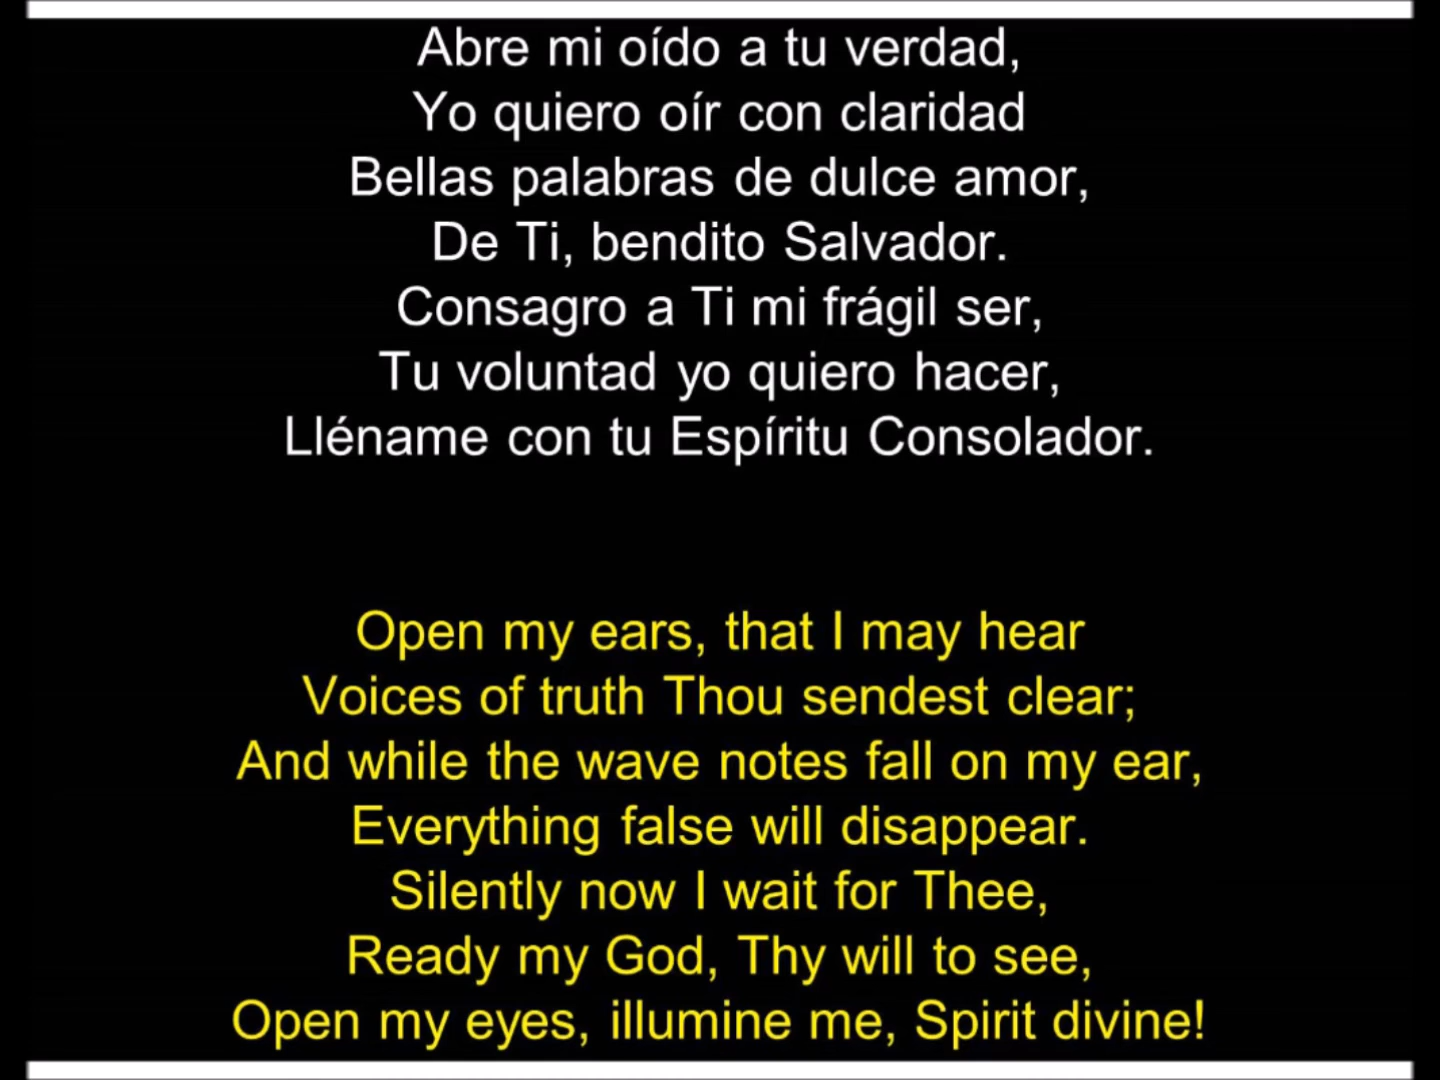 Abre mi oído a tu verdad,
Yo quiero oír con claridad
Bellas palabras de dulce amor,
De Ti, bendito Salvador.
Consagro a Ti mi frágil ser,
Tu voluntad yo quiero hacer,
Lléname con tu Espíritu Consolador.
Open my ears, that I may hear
Voices of truth Thou sendest clear;
And while the wave notes fall on my ear,
Everything false will disappear.
Silently now I wait for Thee,
Ready my God, Thy will to see,
Open my eyes, illumine me, Spirit divine!